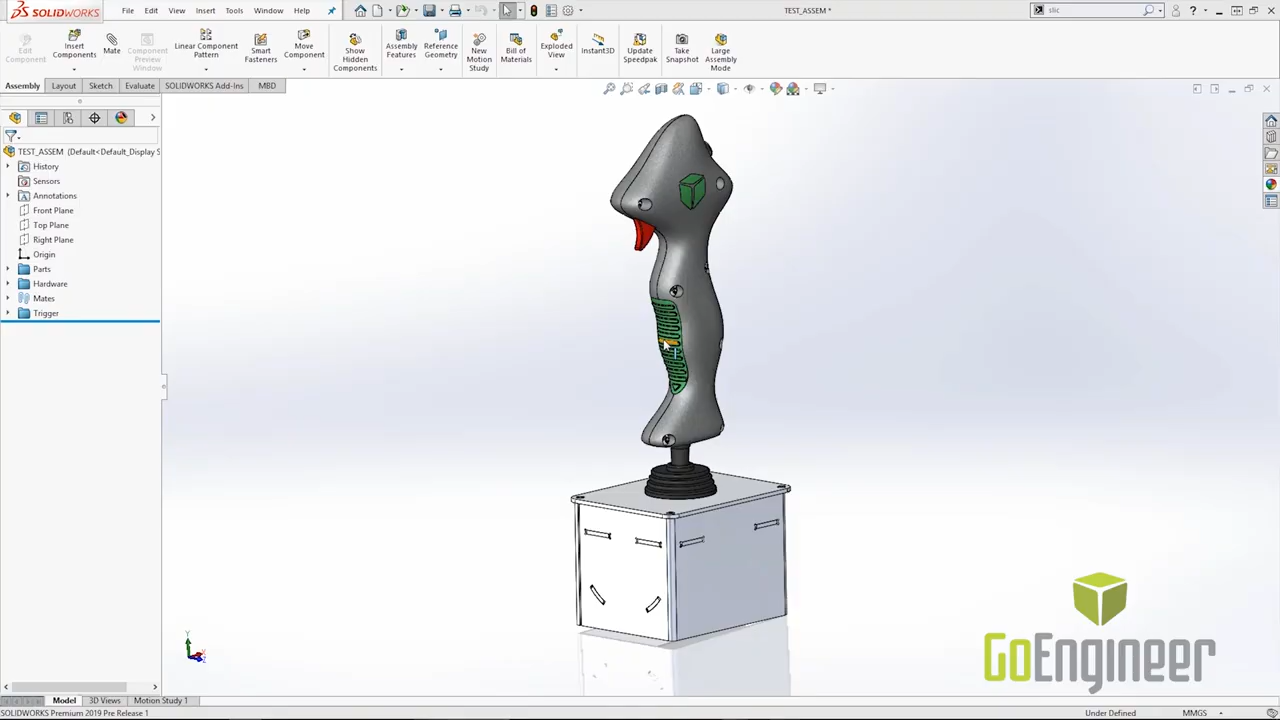 SOLIDWORKS
File Edit View Insert Tools Window Help
TEST_ASSEM *
slic
Edit Component
Insert Components
Mate
Component Preview Window
Linear Component Pattern
Smart Fasteners
Move Component
Show Hidden Components
Assembly Features
Reference Geometry
New Motion Study
Bill of Materials
Exploded View
Instant3D
Update Speedpak
Take Snapshot
Large Assembly Mode
Assembly Layout Sketch Evaluate SOLIDWORKS Add-Ins MBD
TEST_ASSEM (Default<Default_Display S
History
Sensors
Annotations
Front Plane
Top Plane
Right Plane
Origin
Parts
Hardware
Mates
Trigger
Y
GoEngineer
Model 3D Views Motion Study 1
SOLIDWORKS Premium 2019 Pre Release 1
Under Defined MMGS